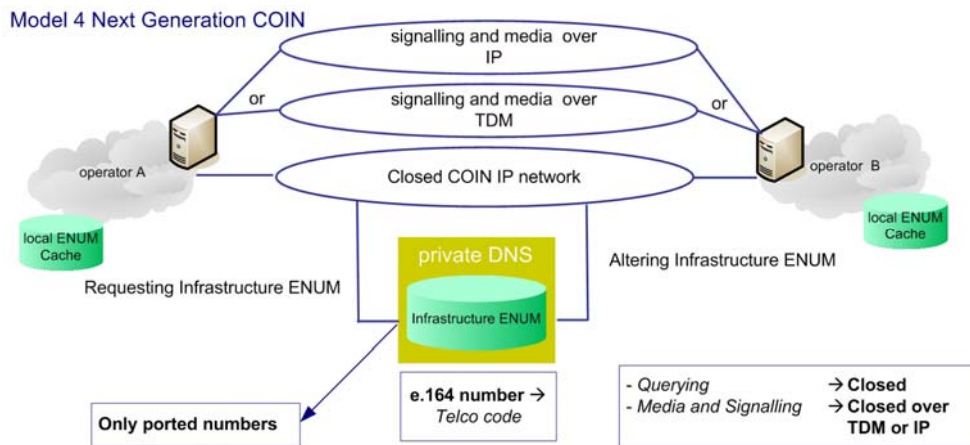 Model 4 Next Generation COIN
signalling and media over
IP
or
signalling and media over
TDM
or
operator A
Closed COIN IP network
operator B
local ENUM
Cache
local ENUM
Cache
private DNS
Requesting Infrastructure ENUM
Altering Infrastructure ENUM
Infrastructure ENUM
Only ported numbers
e.164 number →
Telco code
- Querying → Closed
- Media and Signalling → Closed over
TDM or IP